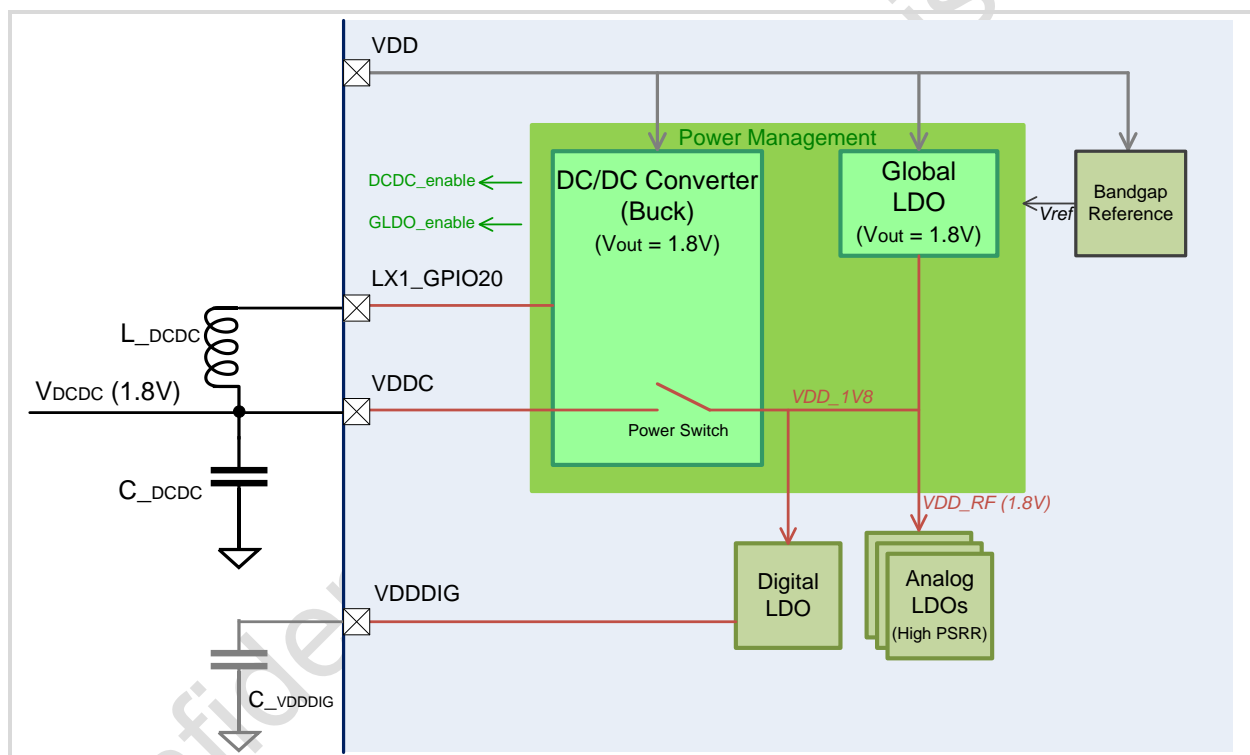 VDD
Power Management
DCDC_enable
GLDO_enable
DC/DC Converter
(Buck)
(Vout = 1.8V)
Global
LDO
(Vout = 1.8V)
Vref
Bandgap
Reference
LX1_GPIO20
L_DCDC
VDCDC (1.8V)
VDDC
Power Switch
VDD_1V8
C_DCDC
VDD_RF (1.8V)
VDDDIG
Digital
LDO
Analog
LDOs
(High PSRR)
C_VDDDIG